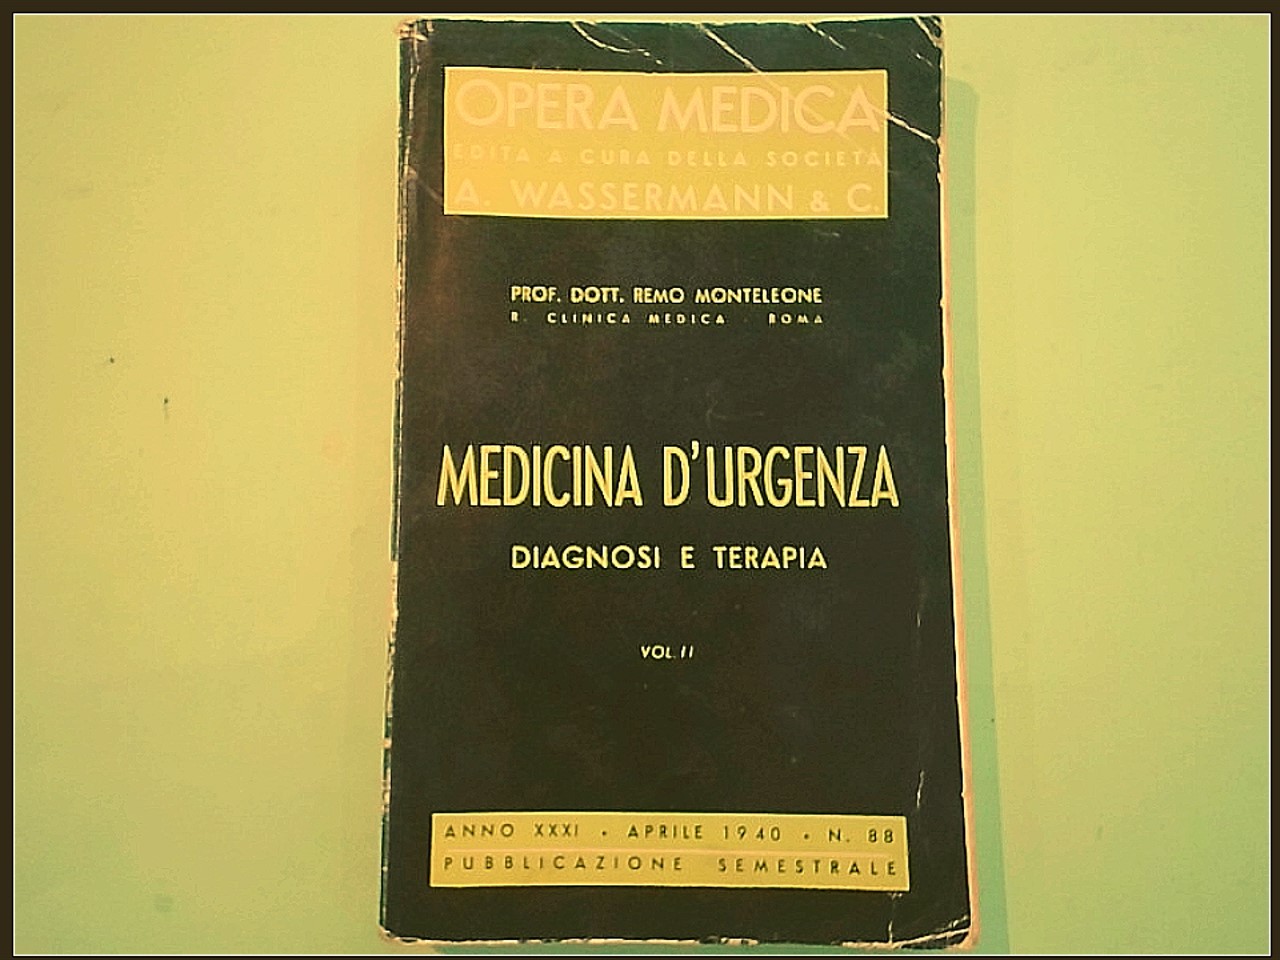 OPERA MEDICA
EDITA A CURA DELLA SOCIETÀ
A. WASSERMANN & C.
PROF. DOTT. REMO MONTELEONE
R. CLINICA MEDICA - ROMA
MEDICINA D'URGENZA
DIAGNOSI E TERAPIA
VOL. II
ANNO XXXI • APRILE 1940 • N. 88
PUBBLICAZIONE SEMESTRALE